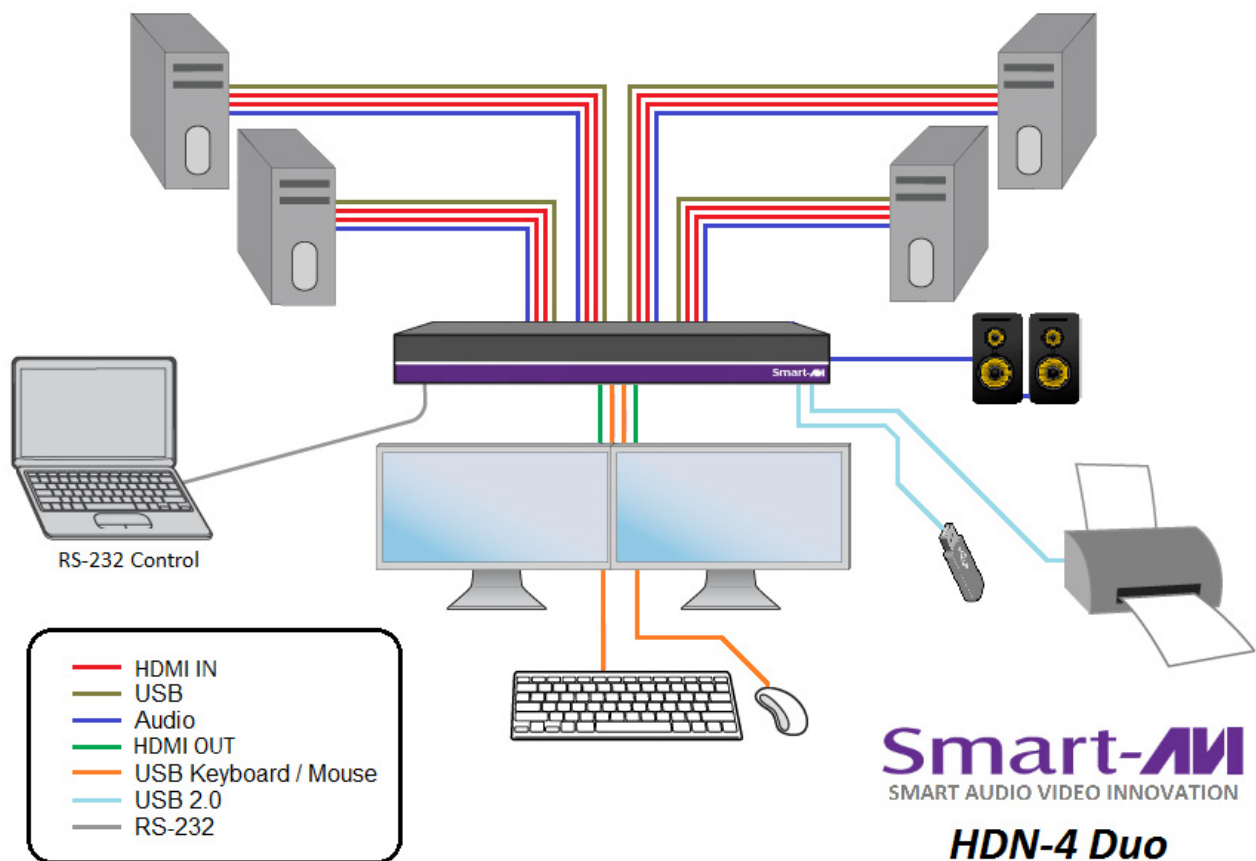 Smart-AVI
RS-232 Control
HDMI IN
USB
Audio
HDMI OUT
USB Keyboard / Mouse
USB 2.0
RS-232
Smart-AVI
SMART AUDIO VIDEO INNOVATION
HDN-4 Duo